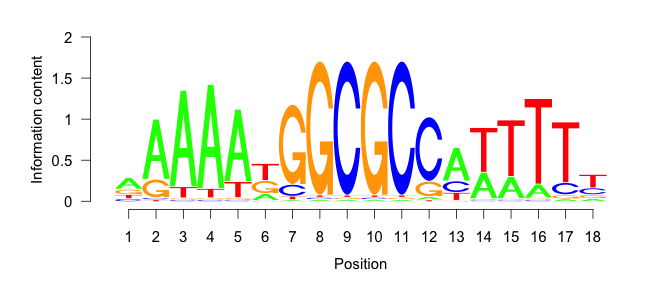 Information content
2
1.5
1
0.5
0
A A A A A T G G C G C C A T T T T T
G G T T T G C G C A A A C C
T A T
1 2 3 4 5 6 7 8 9 10 11 12 13 14 15 16 17 18
Position